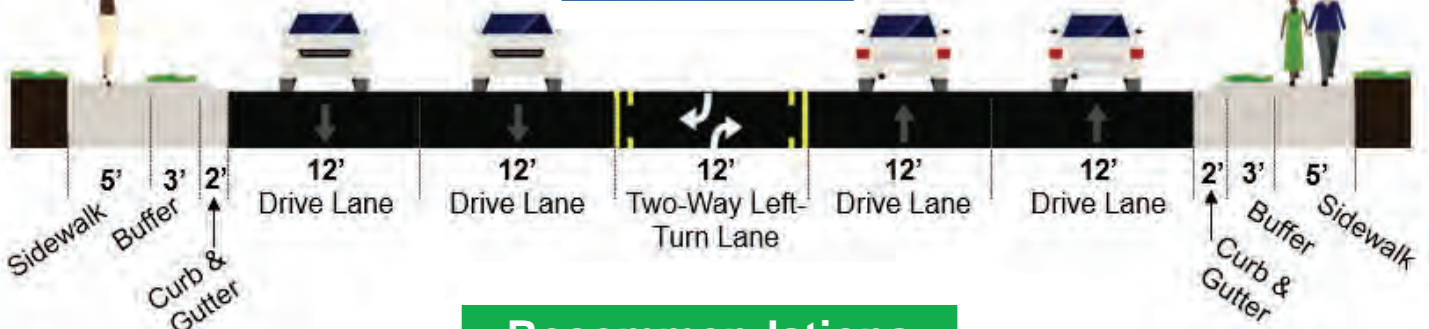 5' 3' 2' 12' 12' 12' 12' 12' 2' 3' 5'
Sidewalk
Buffer
Curb &
Gutter
Drive Lane
Drive Lane
Two-Way Left-
Turn Lane
Drive Lane
Drive Lane
Curb &
Gutter
Buffer
Sidewalk